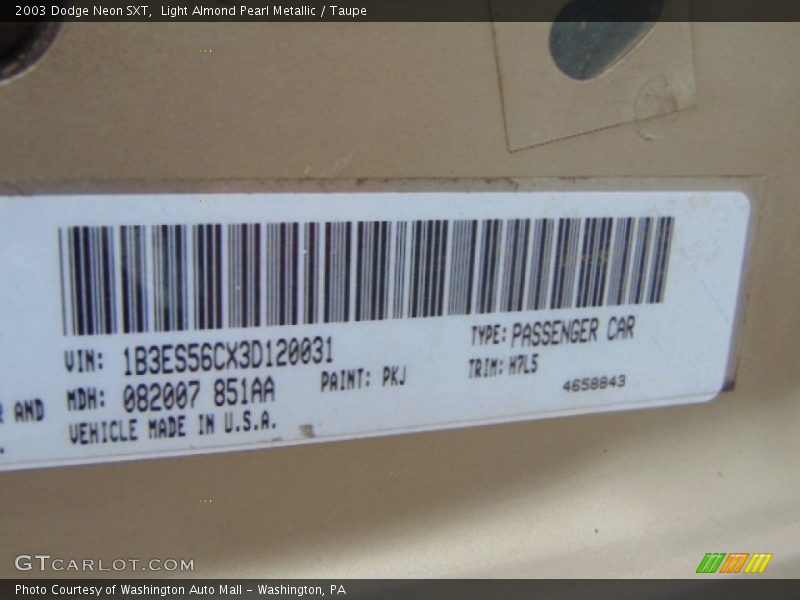 2003 Dodge Neon SXT,  Light Almond Pearl Metallic / Taupe
VIN: 1B3ES56CX3D120031
TYPE: PASSENGER CAR
AND MDH: 082007 851AA
PAINT: PKJ
TRIM: H7L5
4658843
VEHICLE MADE IN U.S.A.
GTCARLOT.COM
Photo Courtesy of Washington Auto Mall - Washington, PA